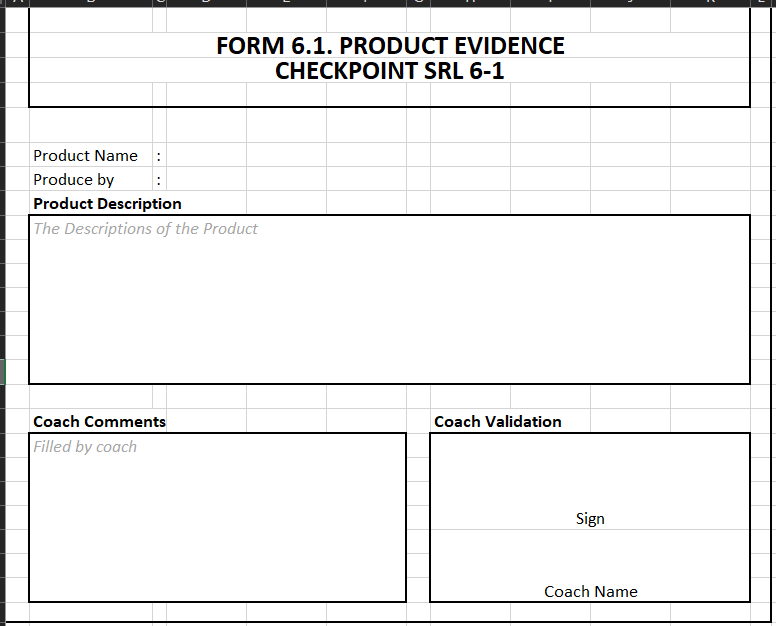 FORM 6.1. PRODUCT EVIDENCE
CHECKPOINT SRL 6-1
Product Name :
Produce by :
Product Description
The Descriptions of the Product
Coach Comments
Coach Validation
Filled by coach
Sign
Coach Name